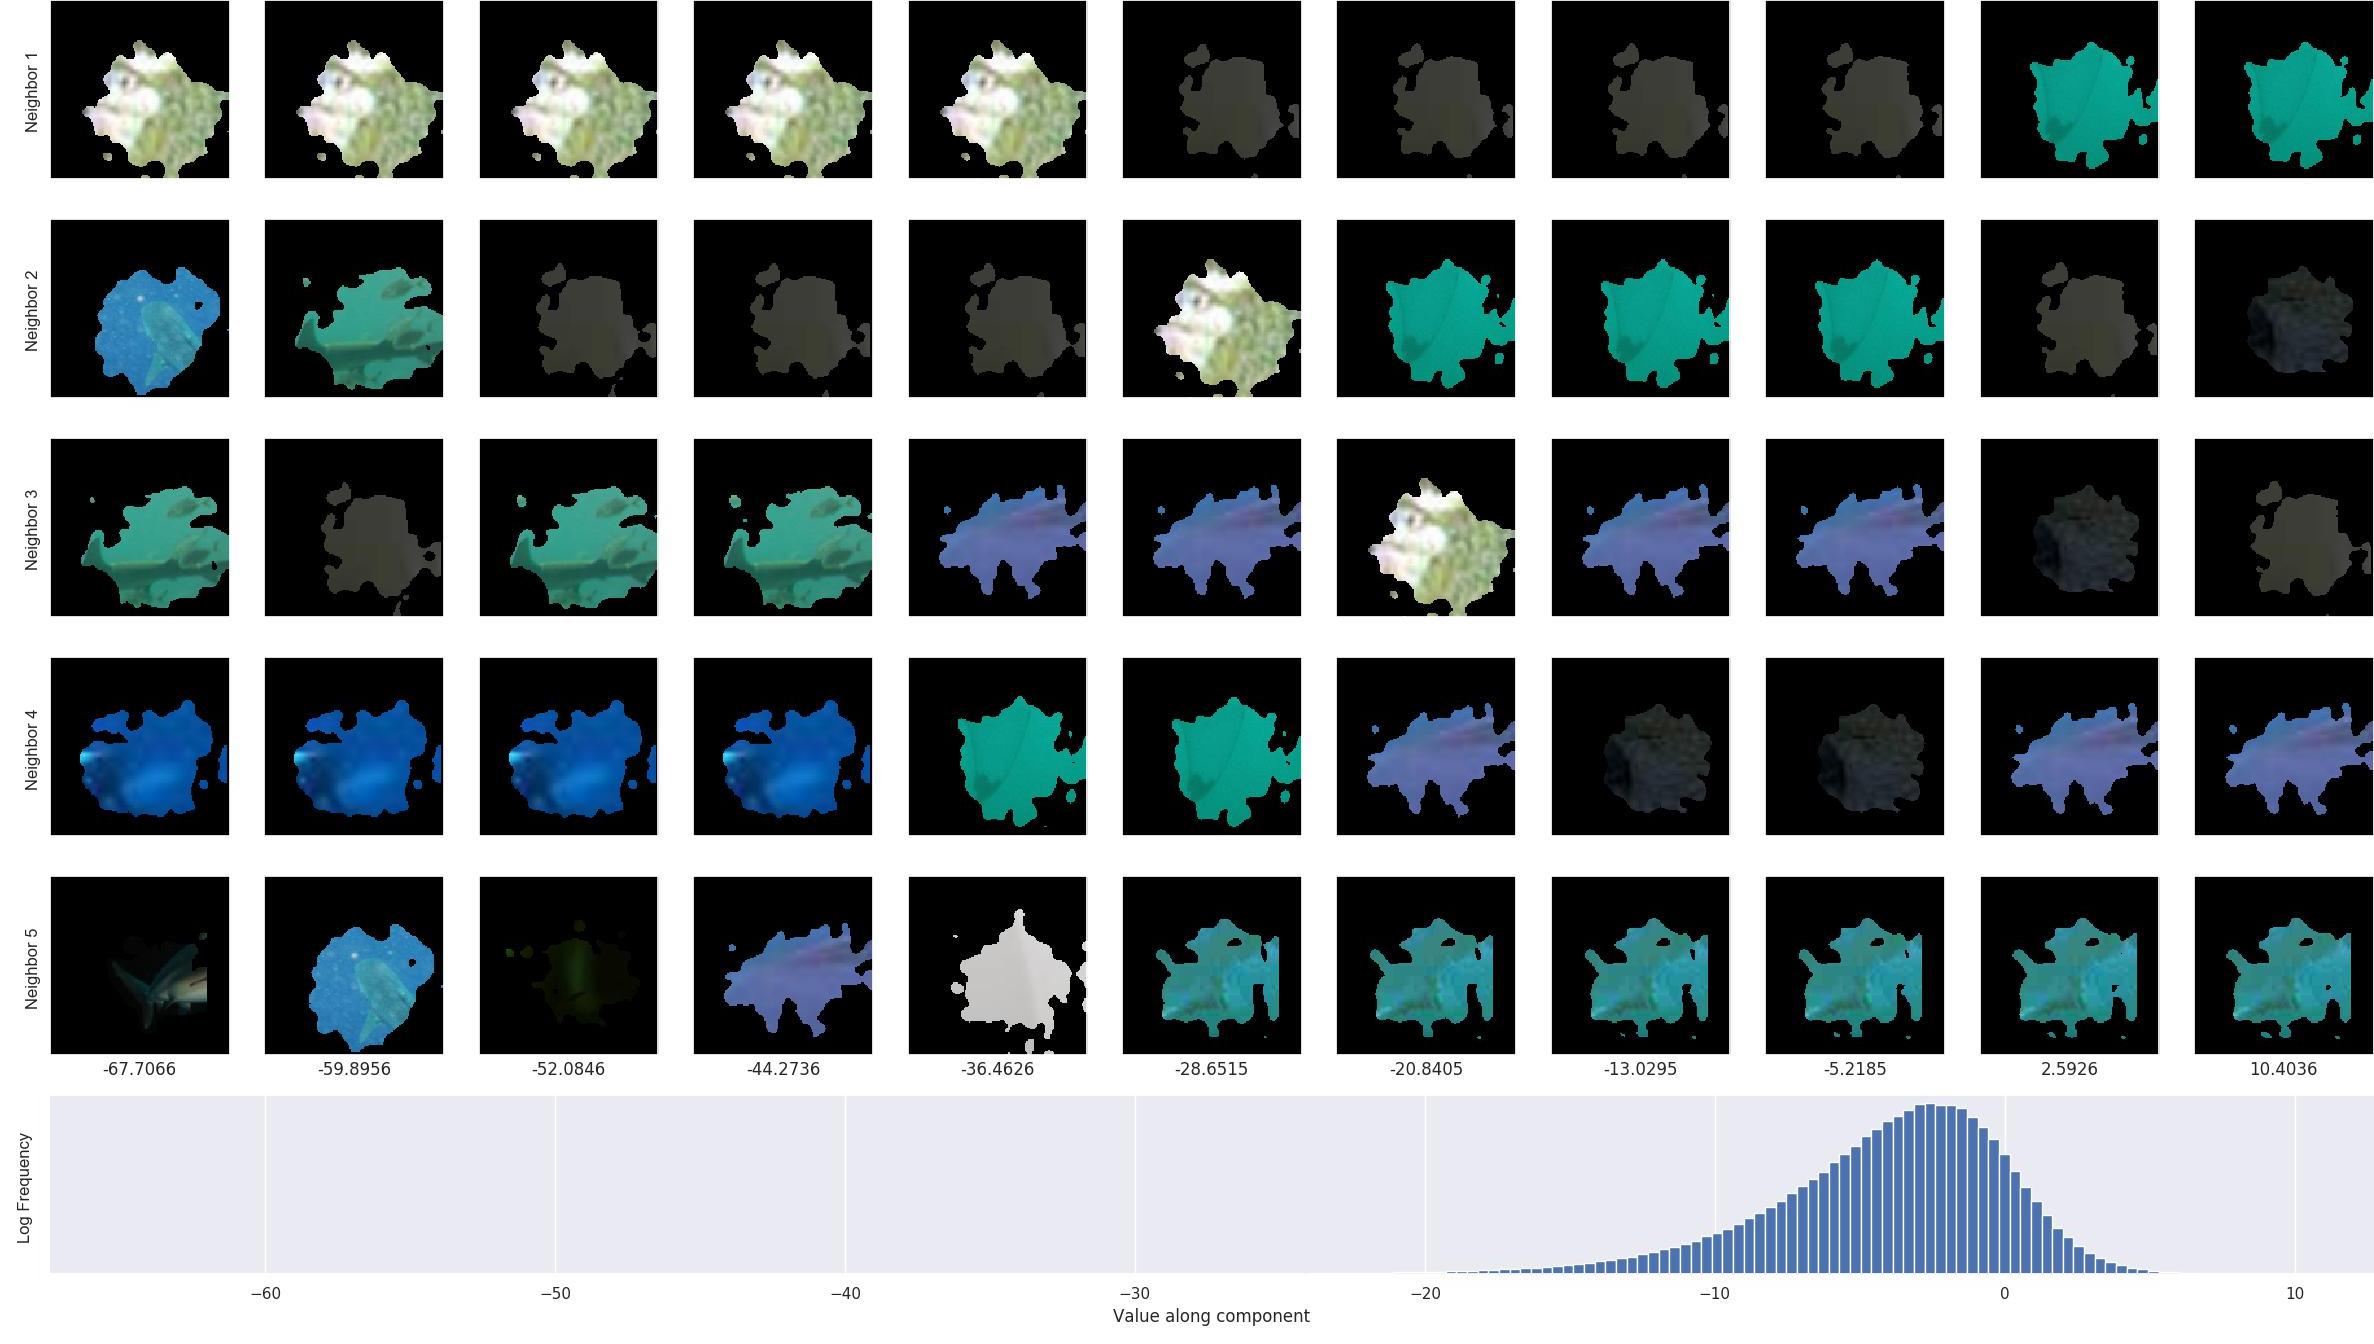 Neighbor 1
Neighbor 2
Neighbor 3
Neighbor 4
Neighbor 5
-67.7066 -59.8956 -52.0846 -44.2736 -36.4626 -28.6515 -20.8405 -13.0295 -5.2185 2.5926 10.4036
Log Frequency
−60 −50 −40 −30 −20 −10 0 10
Value along component